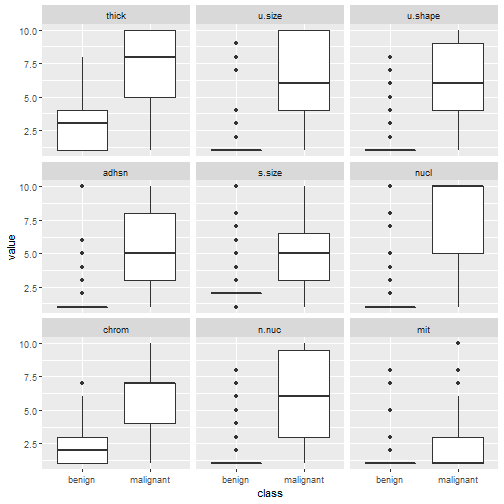 thick u.size u.shape
10.0
7.5
5.0
2.5
adhsn s.size nucl
10.0
7.5
5.0
2.5
value
chrom n.nuc mit
10.0
7.5
5.0
2.5
benign malignant benign malignant benign malignant
class